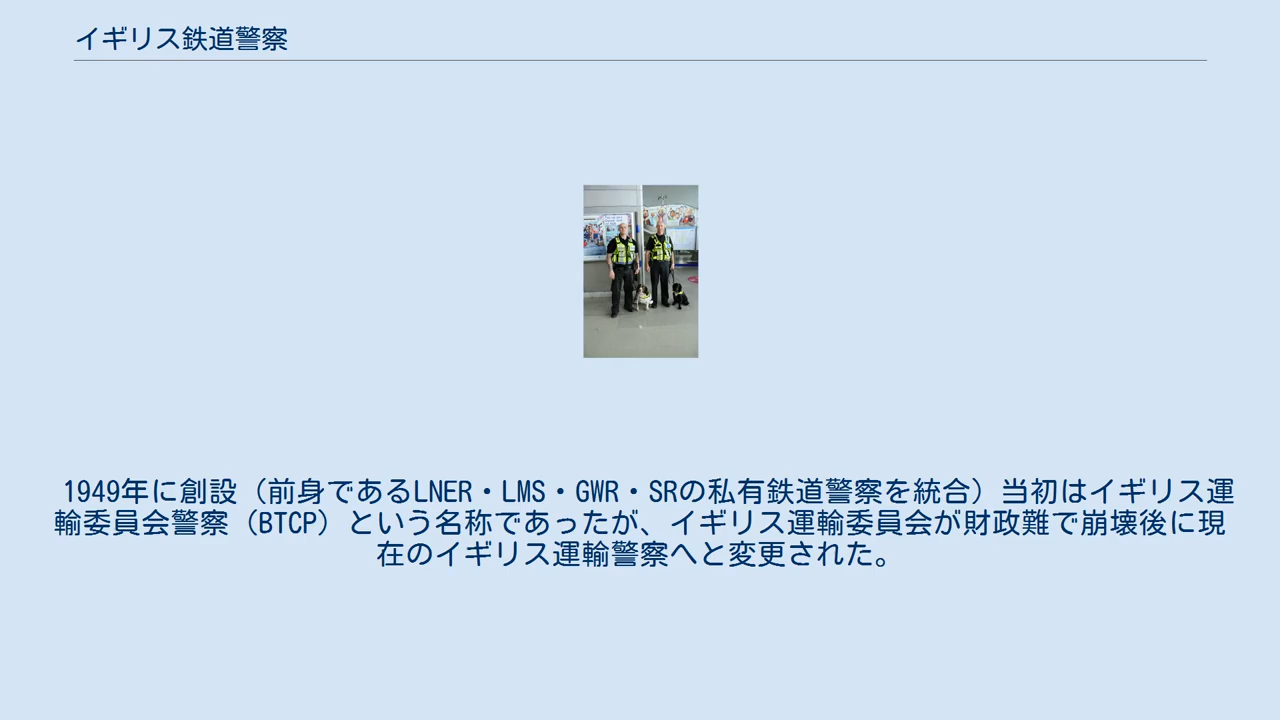 イギリス鉄道警察
1949年に創設（前身であるLNER・LMS・GWR・SRの私有鉄道警察を統合）当初はイギリス運
輸委員会警察（BTCP）という名称であったが、イギリス運輸委員会が財政難で崩壊後に現
在のイギリス運輸警察へと変更された。